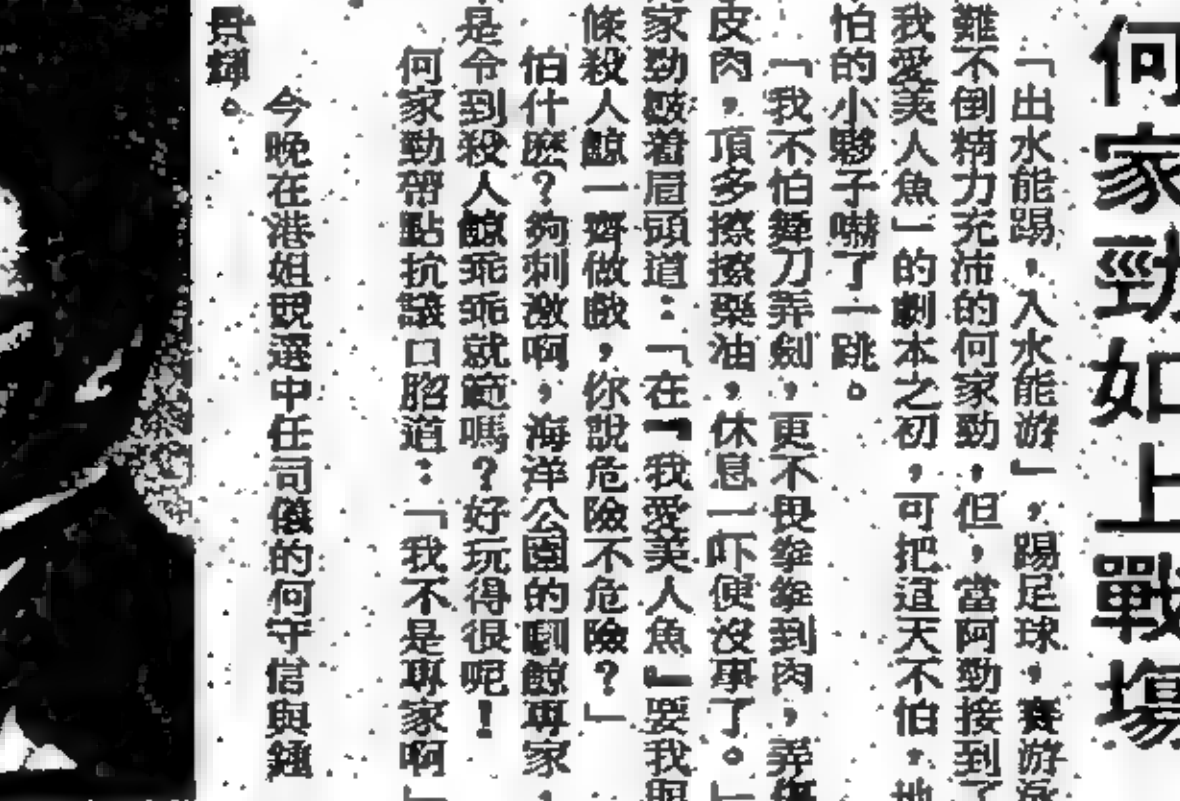 何家勁如上戰場
「出水能踢，入水能游」，踢足球，賽游泳
難不倒精力充沛的何家勁，但，當阿勁接到了
我愛美人魚」的劇本之初，可把這天不怕，地
怕的小夥子嚇了一跳。
「我不怕舞刀弄劍，更不畏拳拳到肉，弄傷
皮肉，頂多擦擦藥油，休息一吓便沒事了。」
家勁皺着眉頭道：「在『我愛美人魚』要我與
條殺人鯨一齊做戲，你說危險不危險？」
怕什麽？夠刺激啊，海洋公園的馴鯨專家，
是令到殺人鯨乖乖就範嗎？好玩得很呢！
何家勁帶點抗議口脗道：「我不是專家啊」
今晚在港姐競選中任司儀的何守信與鍾
景輝。